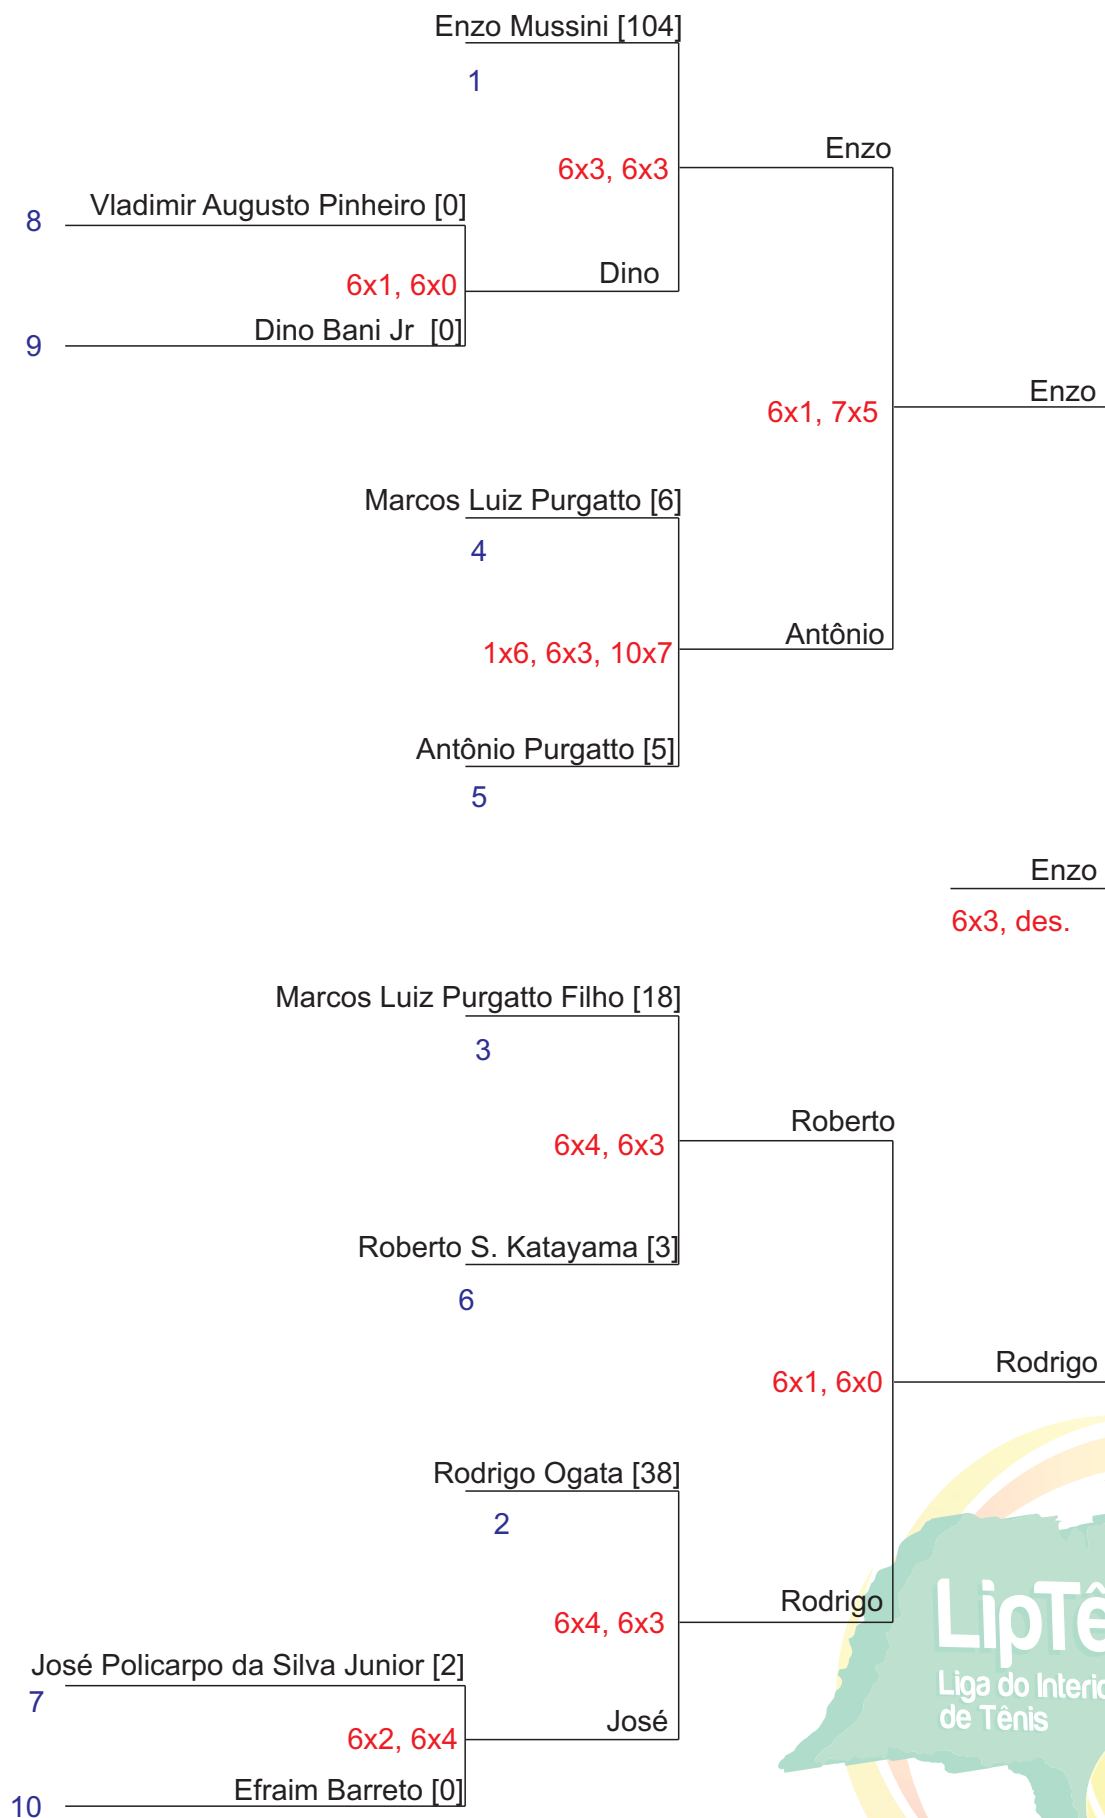 Enzo Mussini [104]
1
Enzo
6x3, 6x3
Vladimir Augusto Pinheiro [0]
8
Dino
6x1, 6x0
Dino Bani Jr [0]
9
Enzo
6x1, 7x5
Marcos Luiz Purgatto [6]
4
Antônio
1x6, 6x3, 10x7
Antônio Purgatto [5]
5
Enzo
6x3, des.
Marcos Luiz Purgatto Filho [18]
3
Roberto
6x4, 6x3
Roberto S. Katayama [3]
6
Rodrigo
6x1, 6x0
Rodrigo Ogata [38]
2
Rodrigo
6x4, 6x3
José Policarpo da Silva Junior [2]
7
José
6x2, 6x4
Efraim Barreto [0]
10
LipTê
Liga do Interio
de Tênis